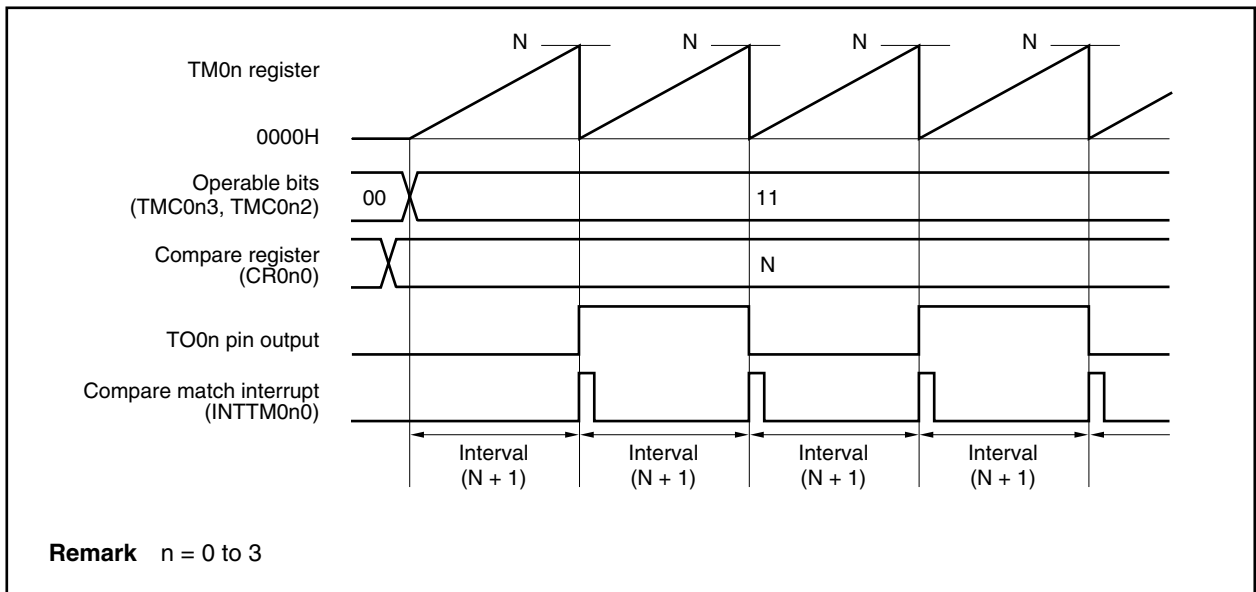 N N N N
TM0n register
0000H
Operable bits
(TMC0n3, TMC0n2)
00 11
Compare register
(CR0n0)
N
TO0n pin output
Compare match interrupt
(INTTM0n0)
Interval Interval Interval Interval
(N + 1) (N + 1) (N + 1) (N + 1)
Remark n = 0 to 3